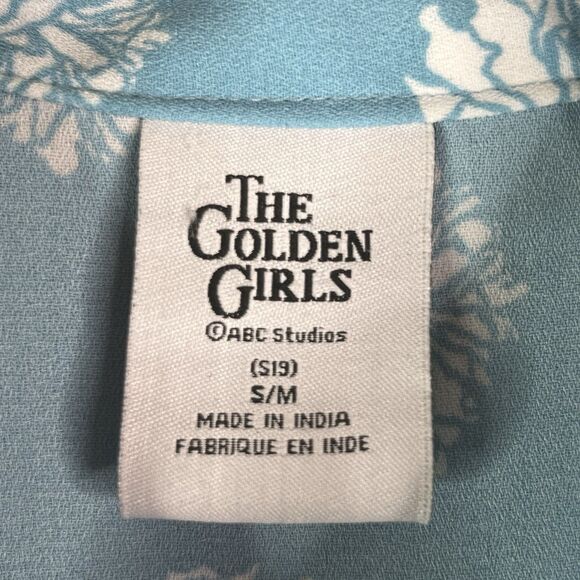 THE
GOLDEN
GIRLS
©ABC Studios
(S19)
S/M
MADE IN INDIA
FABRIQUE EN INDE